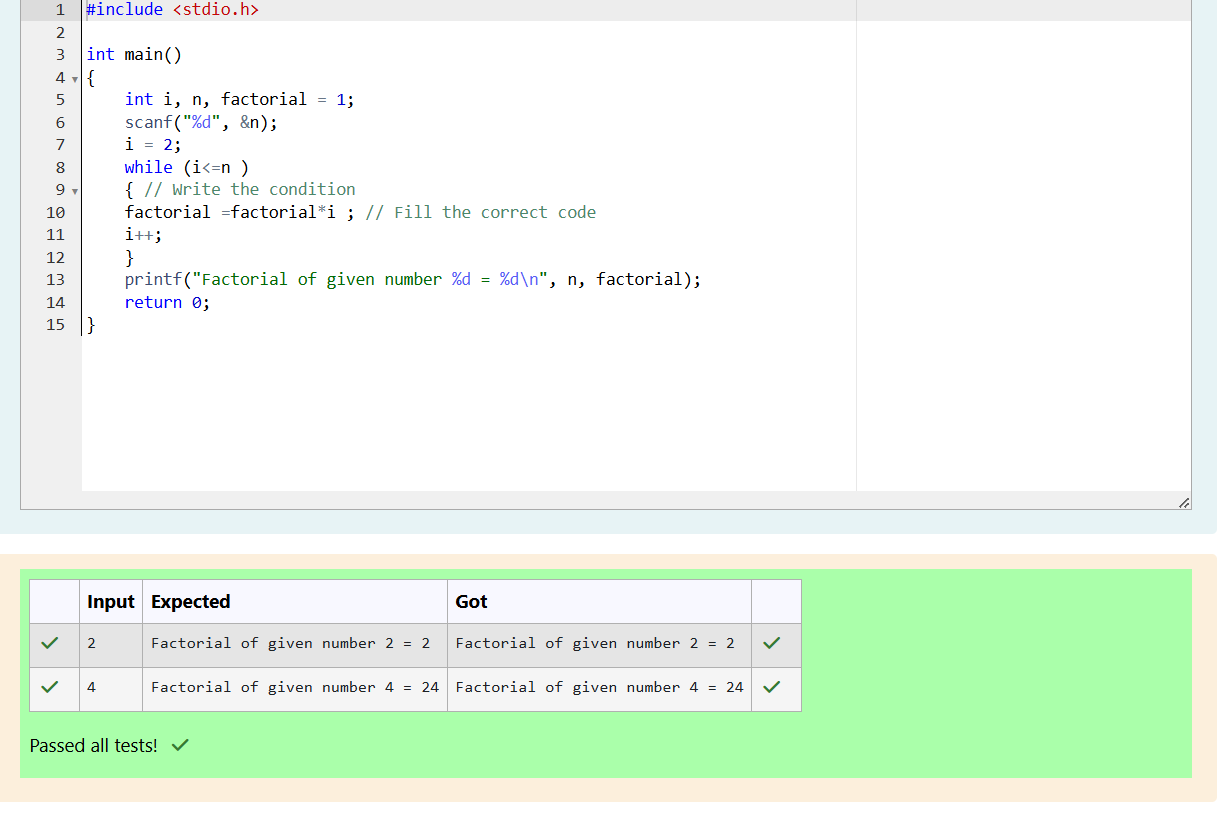 1 #include <stdio.h>
2
3 int main()
4 {
5     int i, n, factorial = 1;
6     scanf("%d", &n);
7     i = 2;
8     while (i<=n )
9     { // Write the condition
10     factorial =factorial*i ; // Fill the correct code
11     i++;
12     }
13     printf("Factorial of given number %d = %d\n", n, factorial);
14     return 0;
15 }
Input Expected Got
2 Factorial of given number 2 = 2 Factorial of given number 2 = 2
4 Factorial of given number 4 = 24 Factorial of given number 4 = 24
Passed all tests!